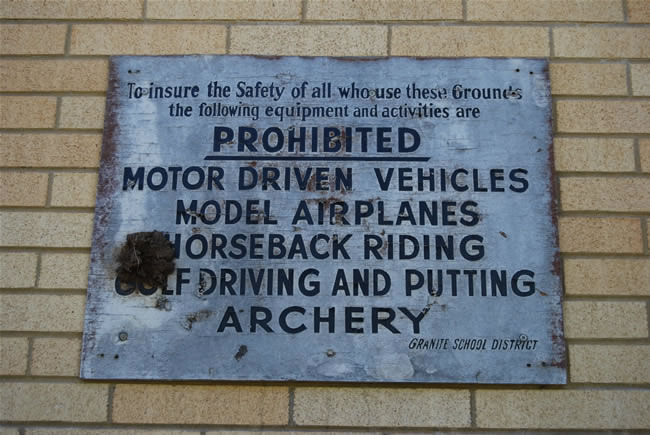 To insure the Safety of all who use these Grounds
the following equipment and activities are
PROHIBITED
MOTOR DRIVEN VEHICLES
MODEL AIRPLANES
HORSEBACK RIDING
GOLF DRIVING AND PUTTING
ARCHERY
GRANITE SCHOOL DISTRICT